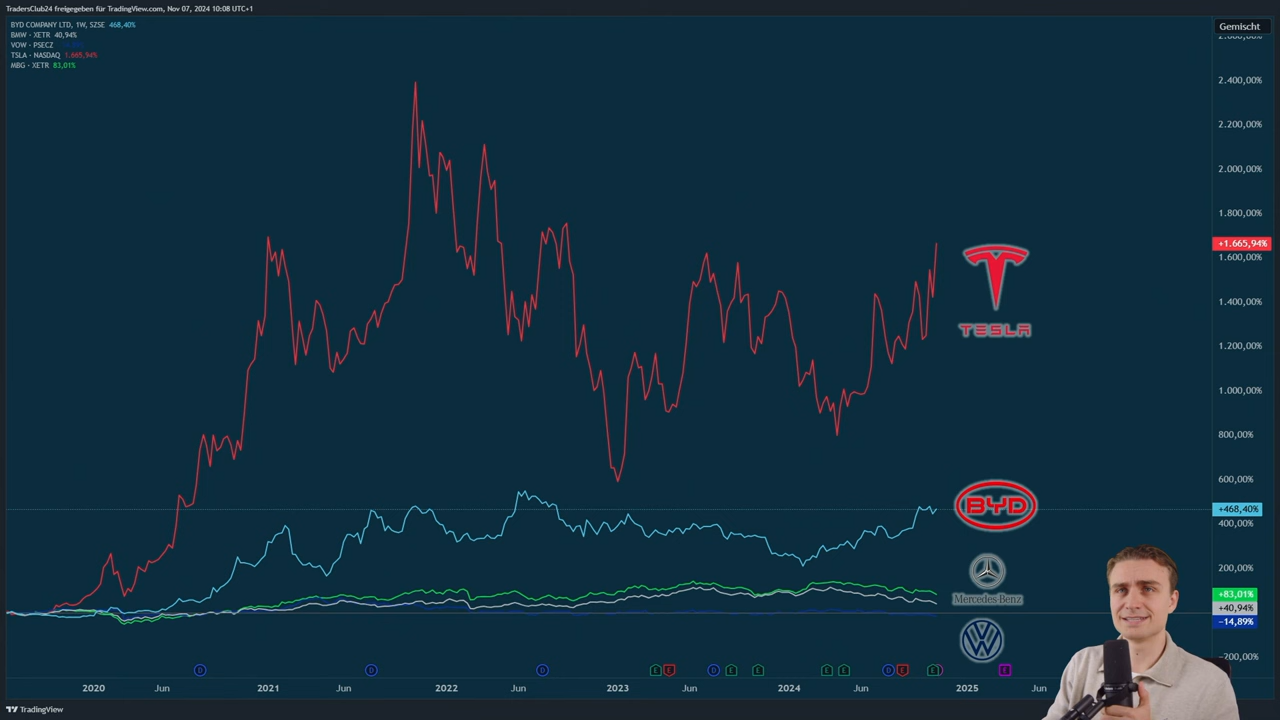 TradersClub24 freigegeben für TradingView.com, Nov 07, 2024 10:08 UTC+1
BYD COMPANY LTD, 1W, SZSE 468,40%
BMW · XETR 40,94%
VOW · PSECZ
TSLA · NASDAQ 1.665,94%
MBG · XETR 83,01%
Gemischt
2.400,00%
2.200,00%
2.000,00%
1.800,00%
+1.665,94%
1.600,00%
1.400,00%
1.200,00%
1.000,00%
800,00%
600,00%
+468,40%
400,00%
200,00%
+83,01%
+40,94%
−14,89%
−200,00%
TESLA
BYD
Mercedes-Benz
D D D E E D E E E E D E E E
2020 Jun 2021 Jun 2022 Jun 2023 Jun 2024 Jun 2025 Jun
TradingView